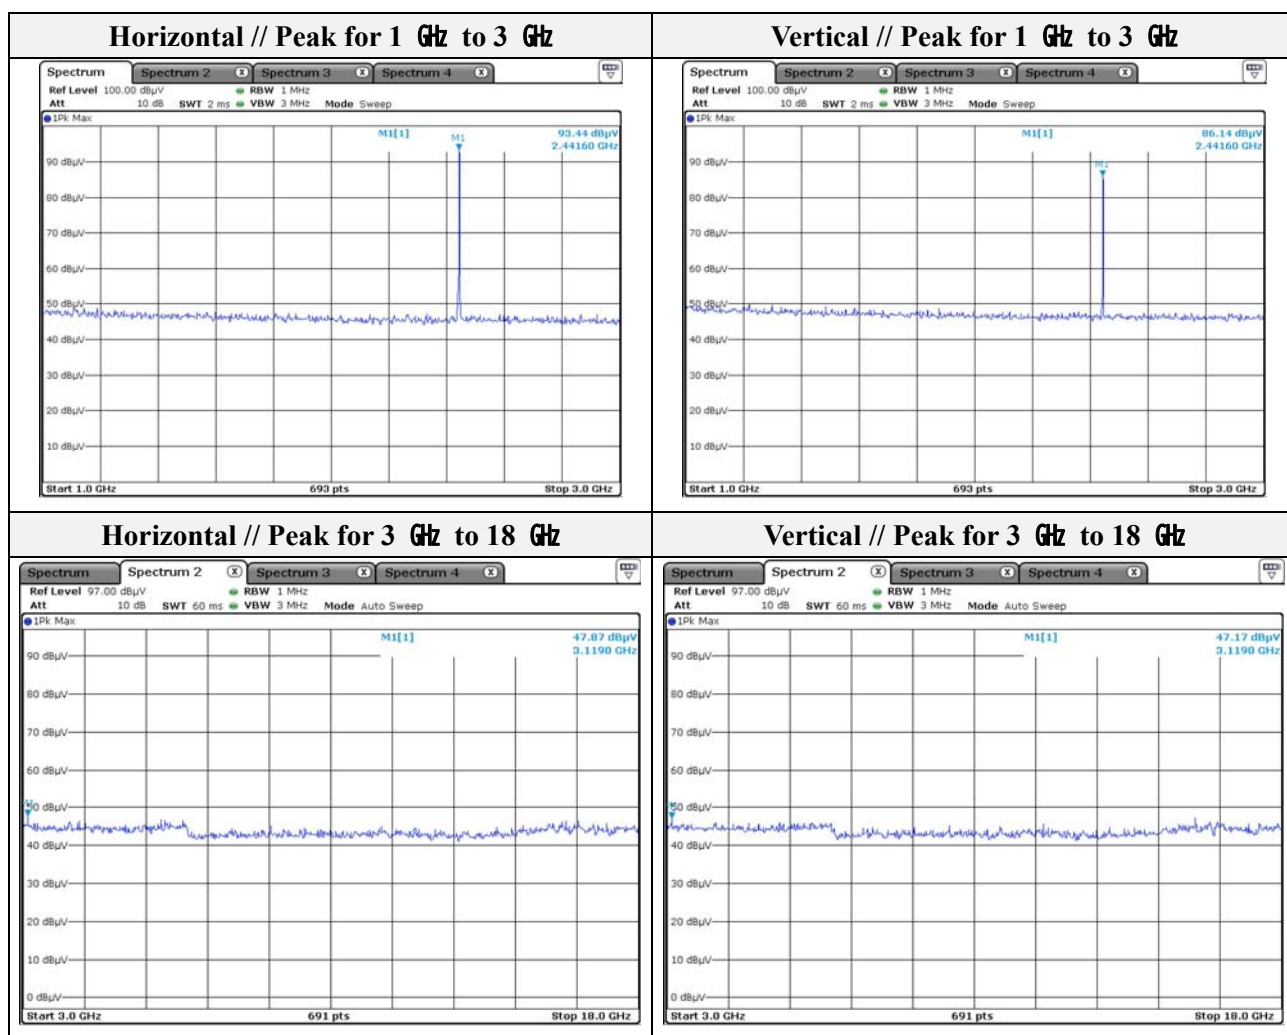 Horizontal // Peak for 1 GHz to 3 GHz
Spectrum Spectrum 2 X Spectrum 3 X Spectrum 4 X
Ref Level 100.00 dBµV RBW 1 MHz
Att 10 dB SWT 2 ms VBW 3 MHz Mode Sweep
1Pk Max
M1[1] 93.44 dBµV
2.44160 GHz
M1
90 dBµV
80 dBµV
70 dBµV
60 dBµV
50 dBµV
40 dBµV
30 dBµV
20 dBµV
10 dBµV
Start 1.0 GHz 693 pts Stop 3.0 GHz
Vertical // Peak for 1 GHz to 3 GHz
Spectrum Spectrum 2 X Spectrum 3 X Spectrum 4 X
Ref Level 100.00 dBµV RBW 1 MHz
Att 10 dB SWT 2 ms VBW 3 MHz Mode Sweep
1Pk Max
M1[1] 86.14 dBµV
2.44160 GHz
M1
90 dBµV
80 dBµV
70 dBµV
60 dBµV
50 dBµV
40 dBµV
30 dBµV
20 dBµV
10 dBµV
Start 1.0 GHz 693 pts Stop 3.0 GHz
Horizontal // Peak for 3 GHz to 18 GHz
Spectrum Spectrum 2 X Spectrum 3 X Spectrum 4 X
Ref Level 97.00 dBµV RBW 1 MHz
Att 10 dB SWT 60 ms VBW 3 MHz Mode Auto Sweep
1Pk Max
M1[1] 47.87 dBµV
3.1190 GHz
90 dBµV
80 dBµV
70 dBµV
60 dBµV
50 dBµV
40 dBµV
30 dBµV
20 dBµV
10 dBµV
0 dBµV
Start 3.0 GHz 691 pts Stop 18.0 GHz
Vertical // Peak for 3 GHz to 18 GHz
Spectrum Spectrum 2 X Spectrum 3 X Spectrum 4 X
Ref Level 97.00 dBµV RBW 1 MHz
Att 10 dB SWT 60 ms VBW 3 MHz Mode Auto Sweep
1Pk Max
M1[1] 47.17 dBµV
3.1190 GHz
90 dBµV
80 dBµV
70 dBµV
60 dBµV
50 dBµV
40 dBµV
30 dBµV
20 dBµV
10 dBµV
0 dBµV
Start 3.0 GHz 691 pts Stop 18.0 GHz